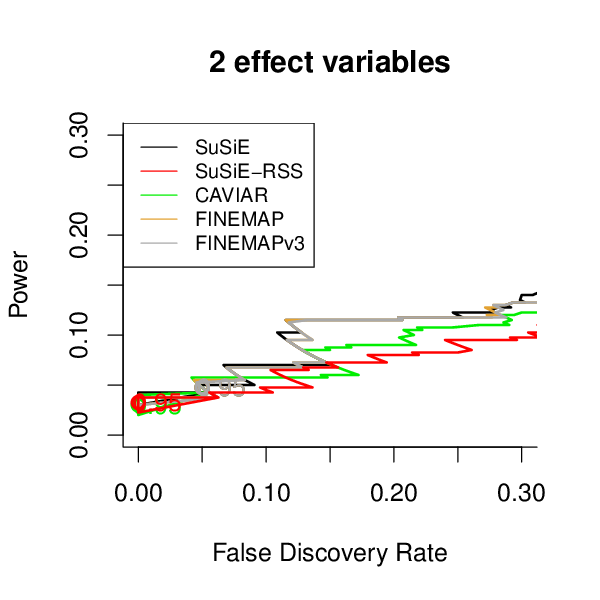 2 effect variables
SuSiE
SuSiE−RSS
CAVIAR
FINEMAP
FINEMAPv3
Power
0.00
0.10
0.20
0.30
0.00
0.10
0.20
0.30
False Discovery Rate